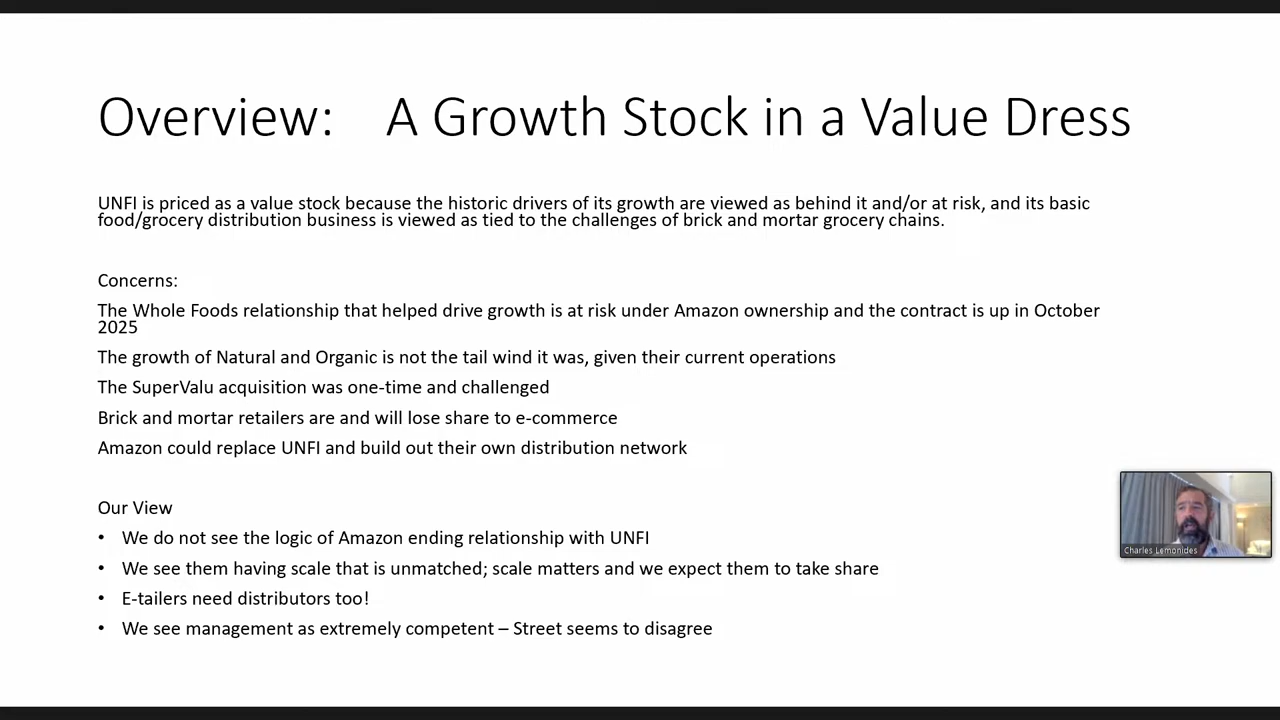 Overview: A Growth Stock in a Value Dress
UNFI is priced as a value stock because the historic drivers of its growth are viewed as behind it and/or at risk, and its basic
food/grocery distribution business is viewed as tied to the challenges of brick and mortar grocery chains.
Concerns:
The Whole Foods relationship that helped drive growth is at risk under Amazon ownership and the contract is up in October
2025
The growth of Natural and Organic is not the tail wind it was, given their current operations
The SuperValu acquisition was one-time and challenged
Brick and mortar retailers are and will lose share to e-commerce
Amazon could replace UNFI and build out their own distribution network
Our View
• We do not see the logic of Amazon ending relationship with UNFI
• We see them having scale that is unmatched; scale matters and we expect them to take share
• E-tailers need distributors too!
• We see management as extremely competent – Street seems to disagree
Charles Lemonides